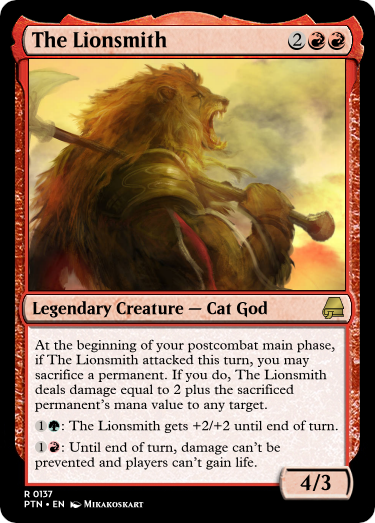 The Lionsmith 2
Legendary Creature — Cat God
At the beginning of your postcombat main phase,
if The Lionsmith attacked this turn, you may
sacrifice a permanent. If you do, The Lionsmith
deals damage equal to 2 plus the sacrificed
permanent's mana value to any target.
1: The Lionsmith gets +2/+2 until end of turn.
1: Until end of turn, damage can't be
prevented and players can't gain life.
4/3
R 0137
PTN • EN Mikakoskart